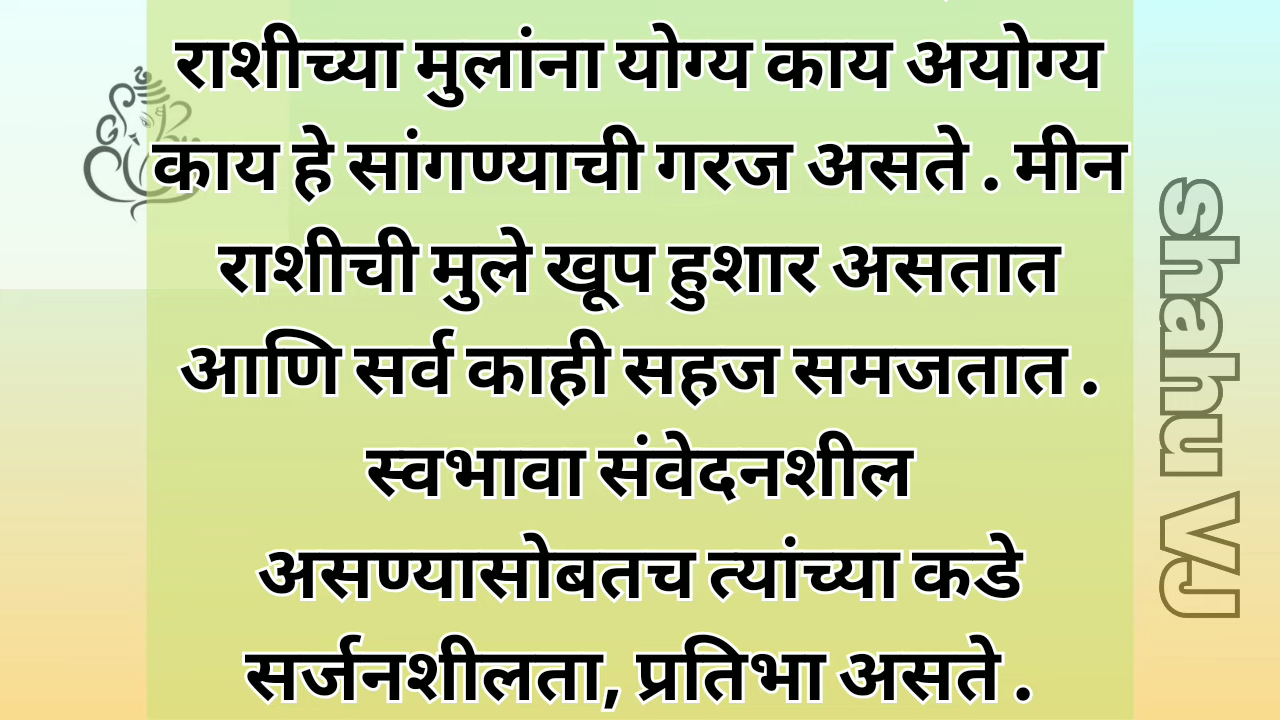 राशीच्या मुलांना योग्य काय अयोग्य
काय हे सांगण्याची गरज असते . मीन
राशीची मुले खूप हुशार असतात
आणि सर्व काही सहज समजतात .
स्वभावा संवेदनशील
असण्यासोबतच त्यांच्या कडे
सर्जनशीलता, प्रतिभा असते .
shahu VJ